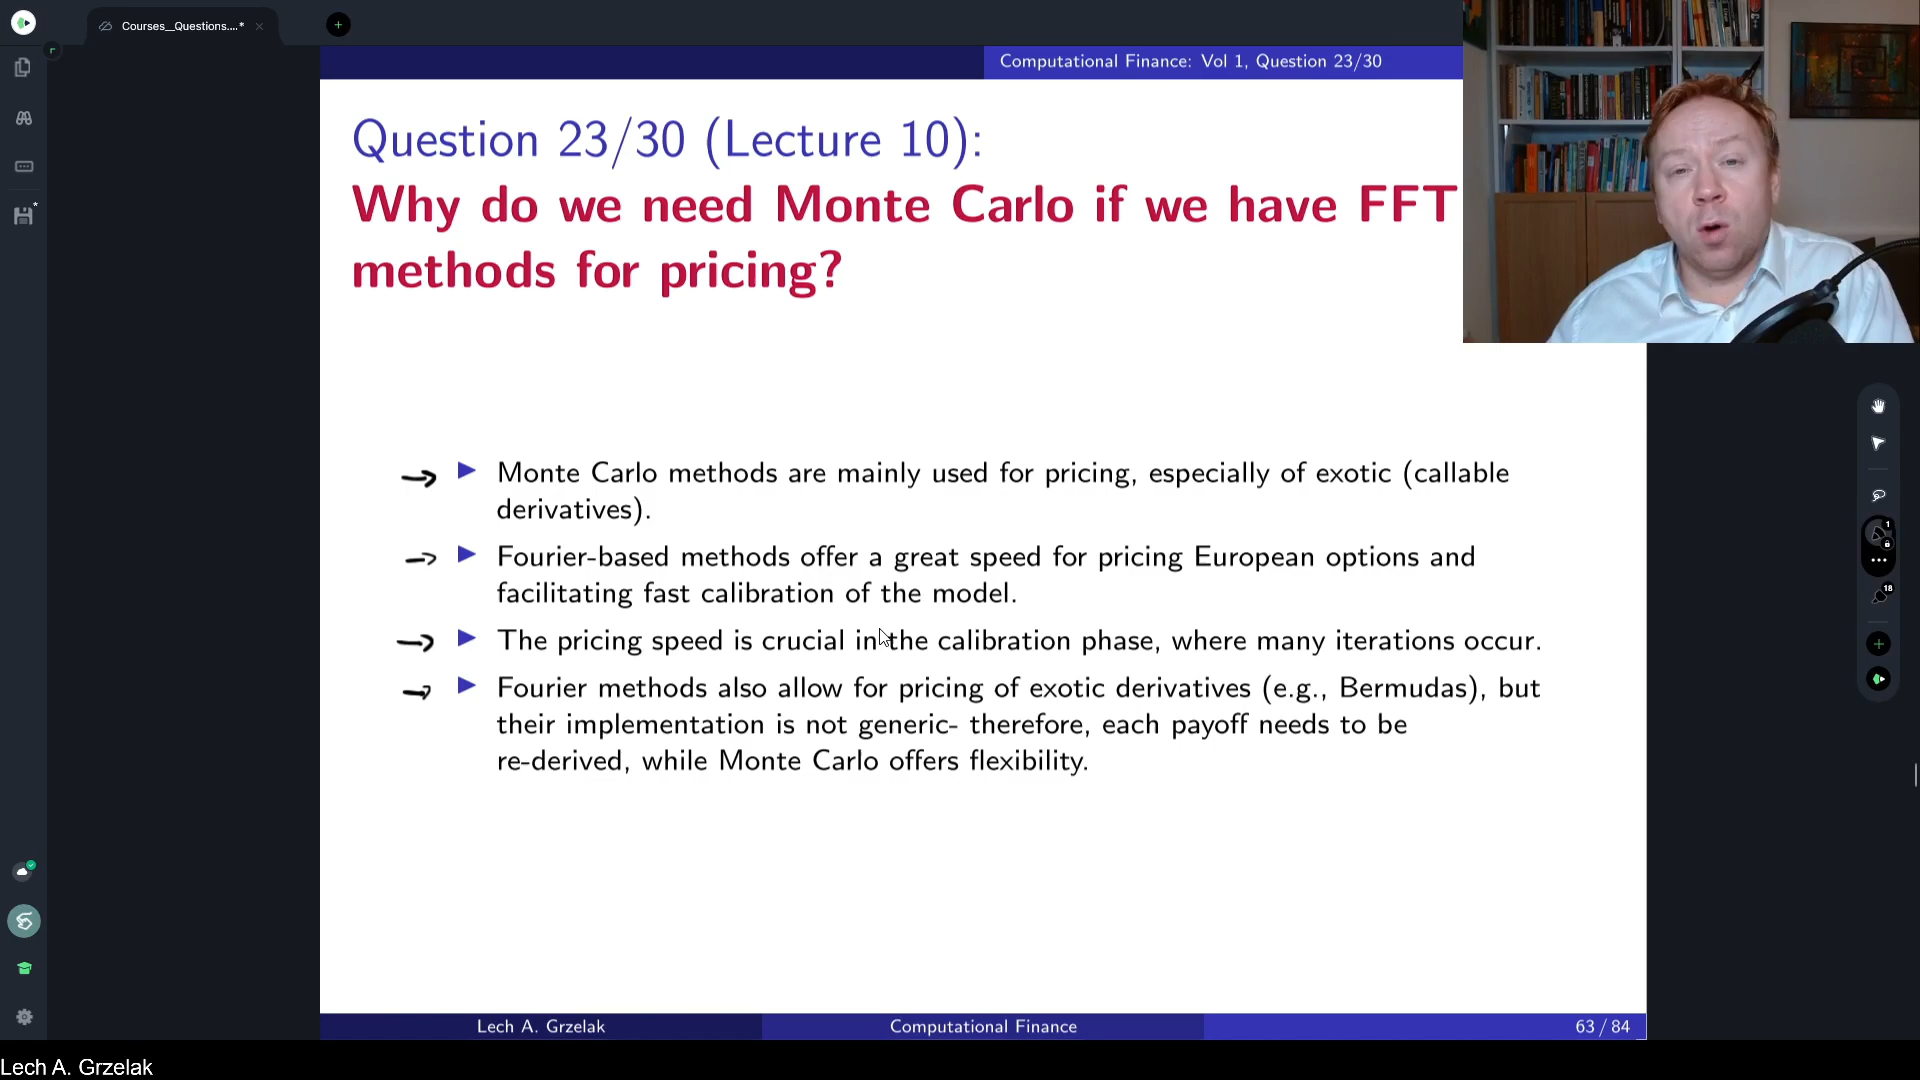 Courses__Questions....*
Computational Finance: Vol 1, Question 23/30
Question 23/30 (Lecture 10):
Why do we need Monte Carlo if we have FFT
methods for pricing?
Monte Carlo methods are mainly used for pricing, especially of exotic (callable
derivatives).
Fourier-based methods offer a great speed for pricing European options and
facilitating fast calibration of the model.
The pricing speed is crucial in the calibration phase, where many iterations occur.
Fourier methods also allow for pricing of exotic derivatives (e.g., Bermudas), but
their implementation is not generic- therefore, each payoff needs to be
re-derived, while Monte Carlo offers flexibility.
1
18
Lech A. Grzelak
Computational Finance
63 / 84
Lech A. Grzelak